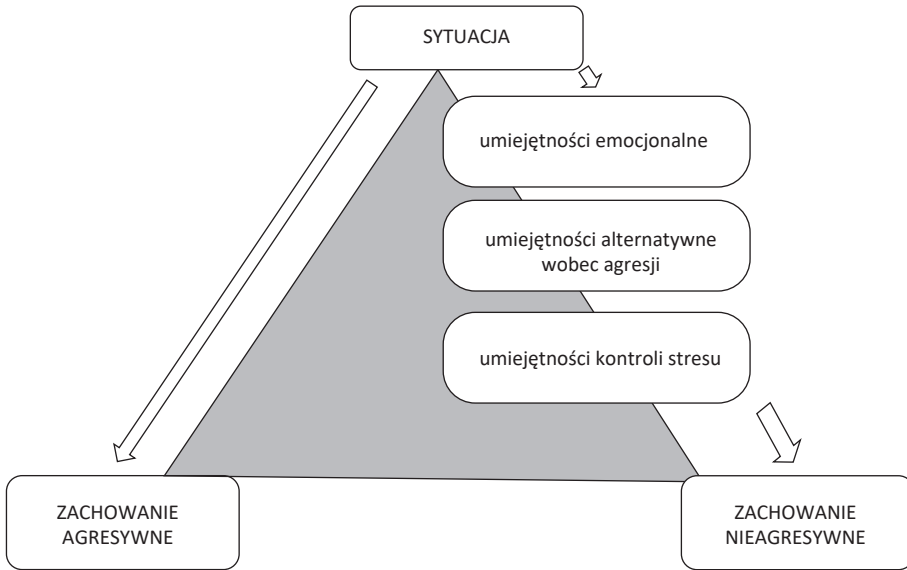 SYTUACJA
umiejętności emocjonalne
umiejętności alternatywne
wobec agresji
umiejętności kontroli stresu
ZACHOWANIE
AGRESYWNE
ZACHOWANIE
NIEAGRESYWNE